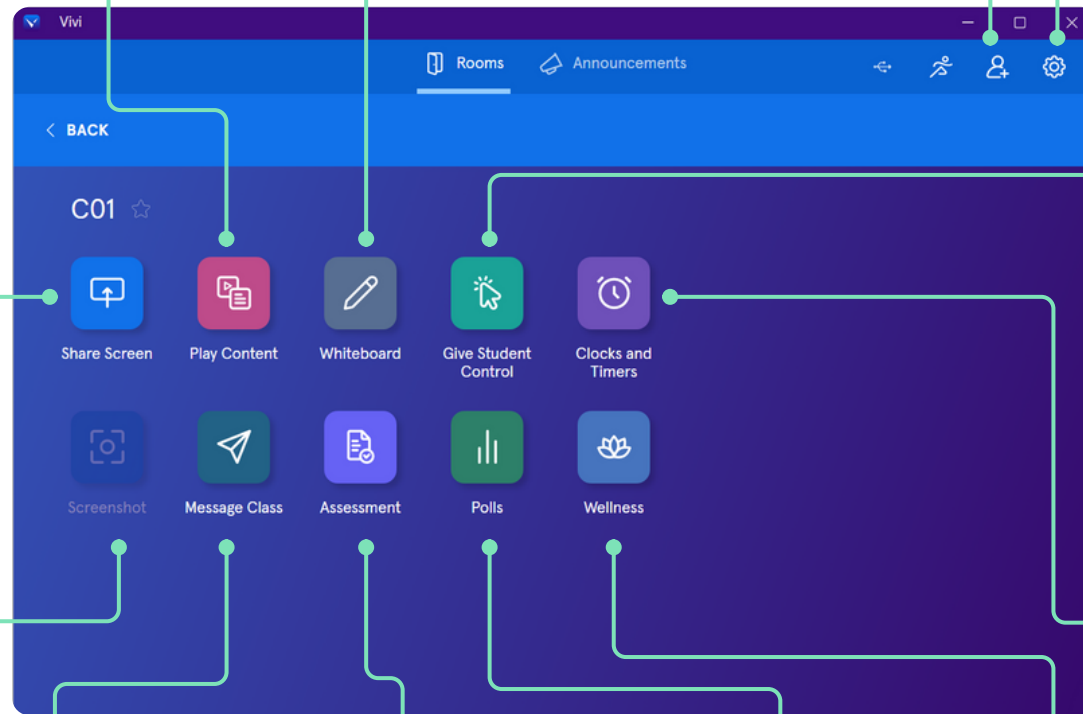 Vivi
Rooms
Announcements
BACK
C01
Share Screen
Play Content
Whiteboard
Give Student
Control
Clocks and
Timers
Screenshot
Message Class
Assessment
Polls
Wellness